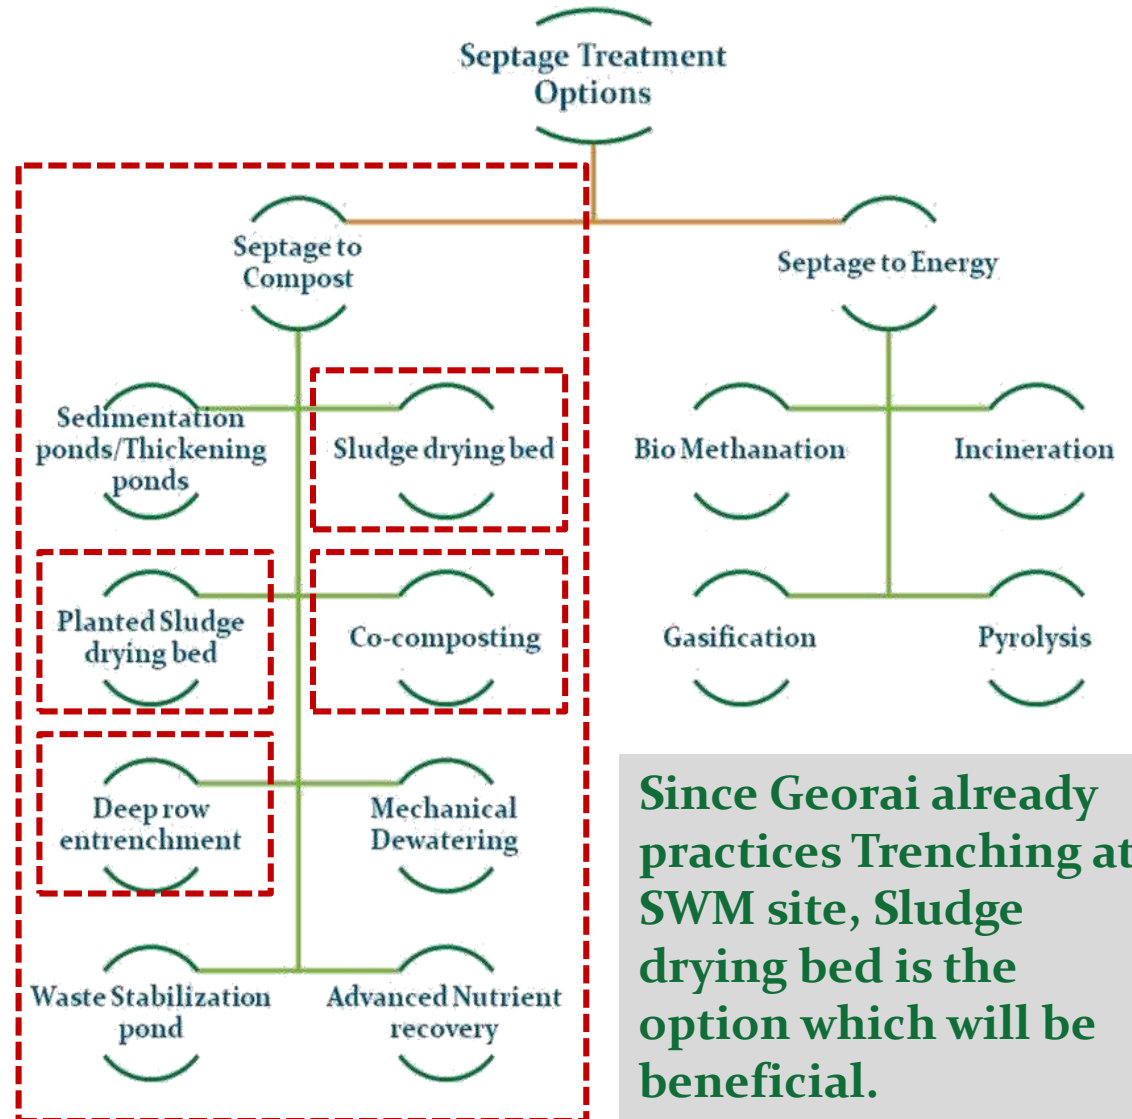 Septage Treatment
Options
Septage to
Compost
Septage to Energy
Sedimentation
ponds/Thickening
ponds
Sludge drying bed
Bio Methanation
Incineration
Planted Sludge
drying bed
Co-composting
Gasification
Pyrolysis
Deep row
entrenchment
Mechanical
Dewatering
Waste Stabilization
pond
Advanced Nutrient
recovery
Since Georai already
practices Trenching at
SWM site, Sludge
drying bed is the
option which will be
beneficial.